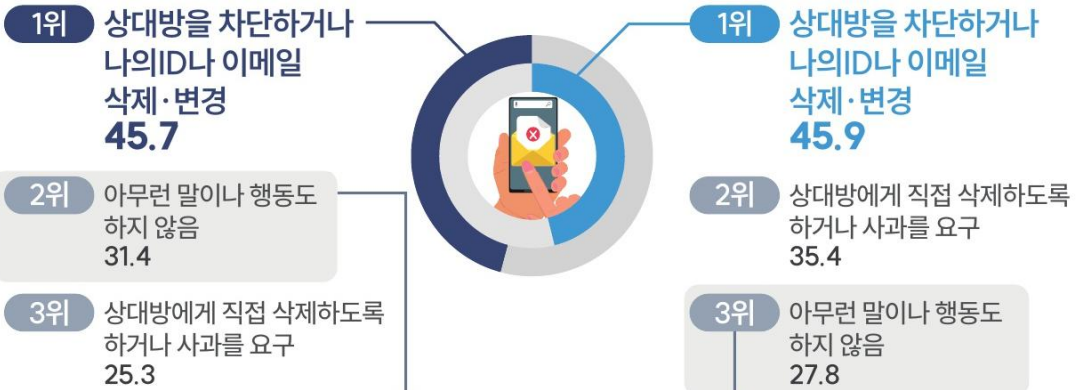 1위 상대방을 차단하거나
나의ID나 이메일
삭제·변경
45.7
2위 아무런 말이나 행동도
하지 않음
31.4
3위 상대방에게 직접 삭제하도록
하거나 사과를 요구
25.3
1위 상대방을 차단하거나
나의ID나 이메일
삭제·변경
45.9
2위 상대방에게 직접 삭제하도록
하거나 사과를 요구
35.4
3위 아무런 말이나 행동도
하지 않음
27.8